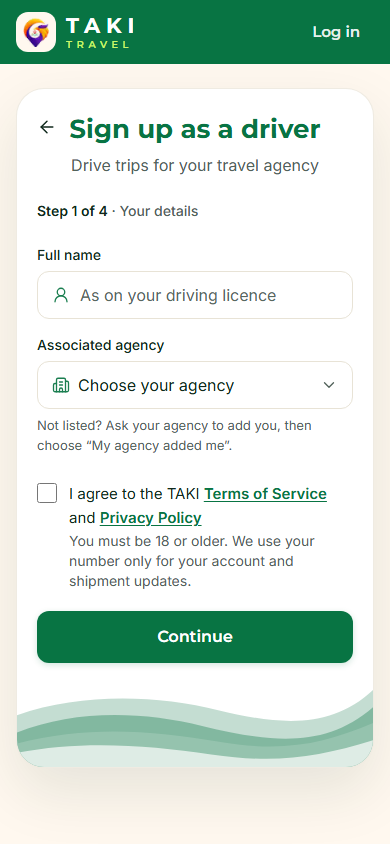 TAKI
TRAVEL
Log in
Sign up as a driver
Drive trips for your travel agency
Step 1 of 4 · Your details
Full name
As on your driving licence
Associated agency
Choose your agency
Not listed? Ask your agency to add you, then
choose “My agency added me”.
I agree to the TAKI Terms of Service
and Privacy Policy
You must be 18 or older. We use your
number only for your account and
shipment updates.
Continue